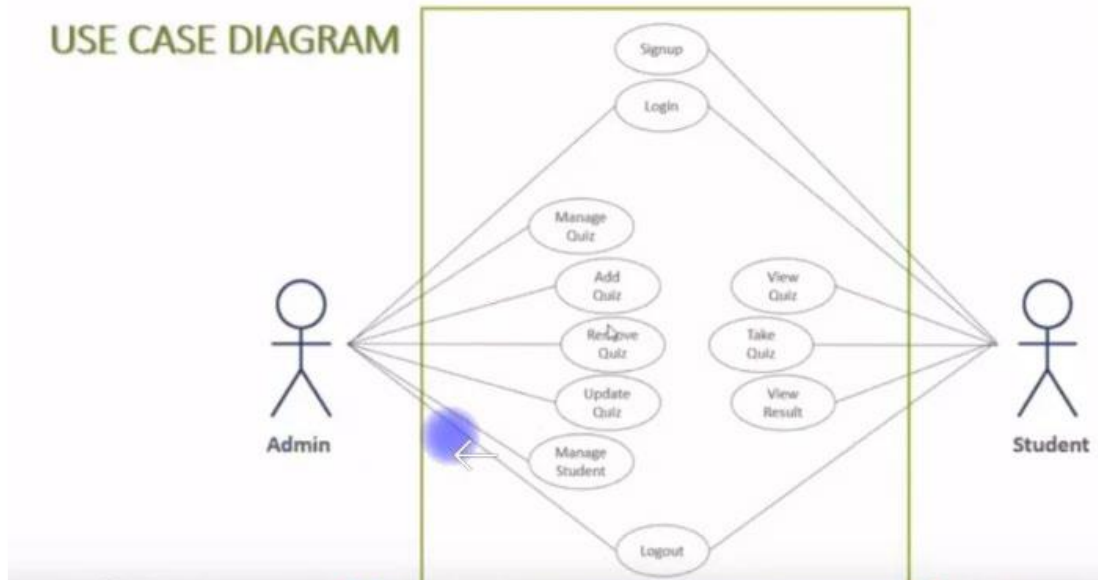 USE CASE DIAGRAM
Signup
Login
Manage
Quiz
Add
Quiz
View
Quiz
Remove
Quiz
Take
Quiz
Update
Quiz
View
Result
Manage
Student
Admin
Student
Logout